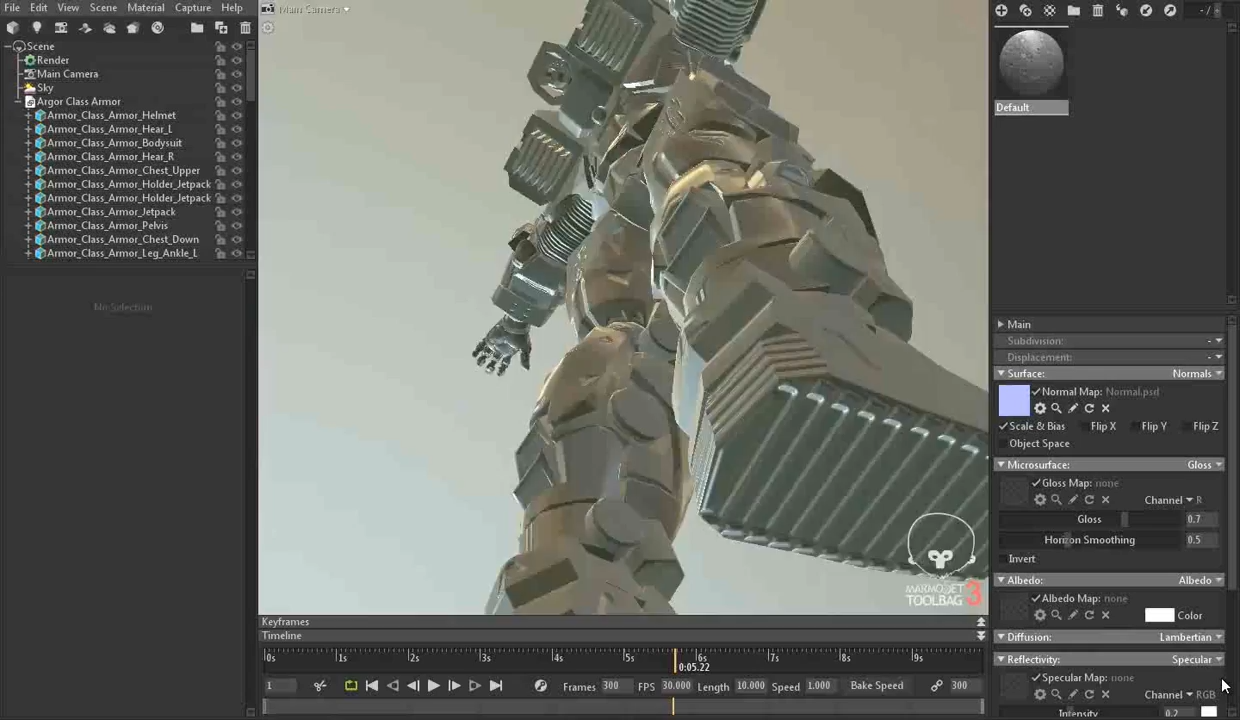 File Edit View Scene Material Capture Help
Main Camera
Scene
Render
Main Camera
Sky
Argor Class Armor
Armor_Class_Armor_Helmet
Armor_Class_Armor_Hear_L
Armor_Class_Armor_Bodysuit
Armor_Class_Armor_Hear_R
Armor_Class_Armor_Chest_Upper
Armor_Class_Armor_Holder_Jetpack
Armor_Class_Armor_Holder_Jetpack
Armor_Class_Armor_Jetpack
Armor_Class_Armor_Pelvis
Armor_Class_Armor_Chest_Down
Armor_Class_Armor_Leg_Ankle_L
No Selection
MARMOSET
TOOLBAG 3
Keyframes
Timeline
0s 1s 2s 3s 4s 5s 6s 7s 8s 9s
0:05.22
1 Frames 300 FPS 30.000 Length 10.000 Speed 1.000 Bake Speed 300
- /
Default
Main
Subdivision: -
Displacement: -
Surface: Normals
Normal Map: Normal.psd
Scale & Bias Flip X Flip Y Flip Z
Object Space
Microsurface: Gloss
Gloss Map: none
Channel R
Gloss 0.7
Horizon Smoothing 0.5
Invert
Albedo: Albedo
Albedo Map: none
Color
Diffusion: Lambertian
Reflectivity: Specular
Specular Map: none
Channel RGB
Intensity 0.2